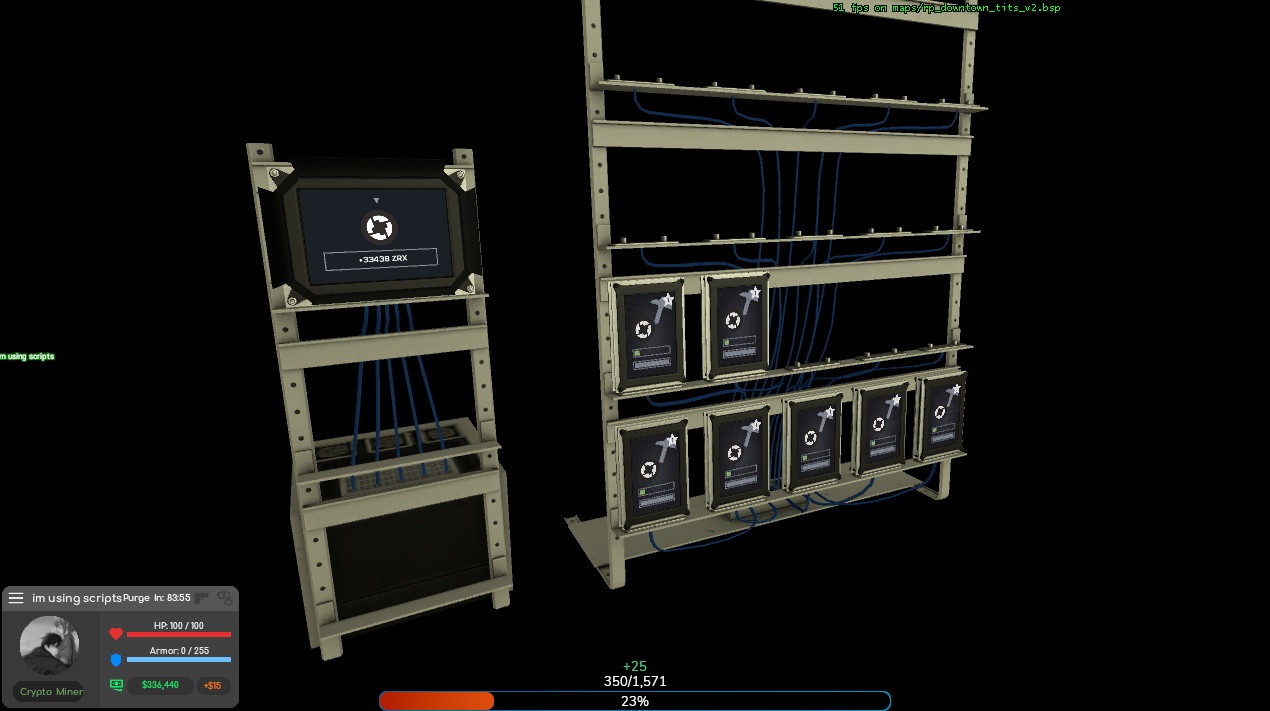 51 fps on maps/rp_downtown_tits_v2.bsp
+33438 ZRX
m using scripts
im using scripts
Purge In: 83:55
HP: 100 / 100
Armor: 0 / 255
$336,440
+$15
Crypto Miner
+25
350/1,571
23%